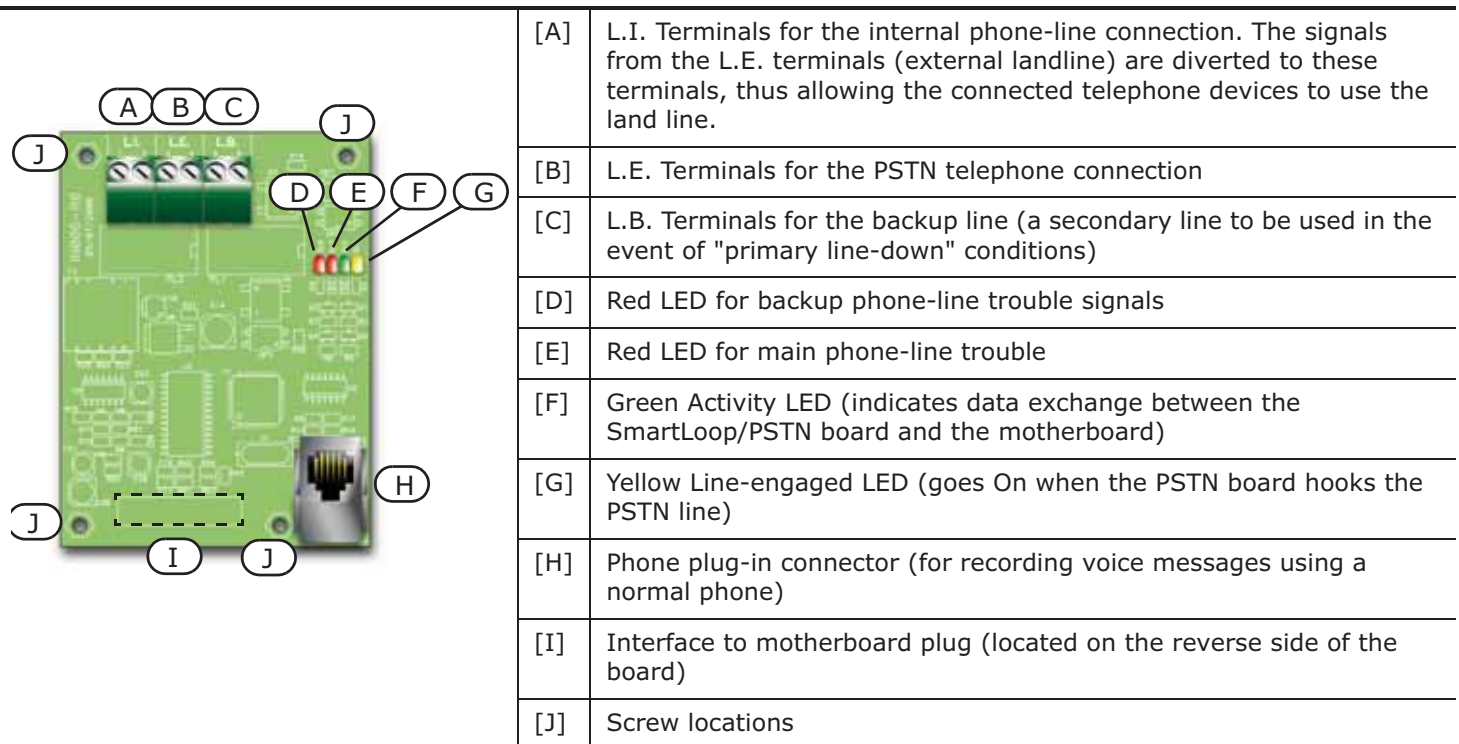 A B C
J
J
D E F G
H
J
I
J
L.I. L.E. L.B.
[A] L.I. Terminals for the internal phone-line connection. The signals
from the L.E. terminals (external landline) are diverted to these
terminals, thus allowing the connected telephone devices to use the
land line.
[B] L.E. Terminals for the PSTN telephone connection
[C] L.B. Terminals for the backup line (a secondary line to be used in the
event of "primary line-down" conditions)
[D] Red LED for backup phone-line trouble signals
[E] Red LED for main phone-line trouble
[F] Green Activity LED (indicates data exchange between the
SmartLoop/PSTN board and the motherboard)
[G] Yellow Line-engaged LED (goes On when the PSTN board hooks the
PSTN line)
[H] Phone plug-in connector (for recording voice messages using a
normal phone)
[I] Interface to motherboard plug (located on the reverse side of the
board)
[J] Screw locations